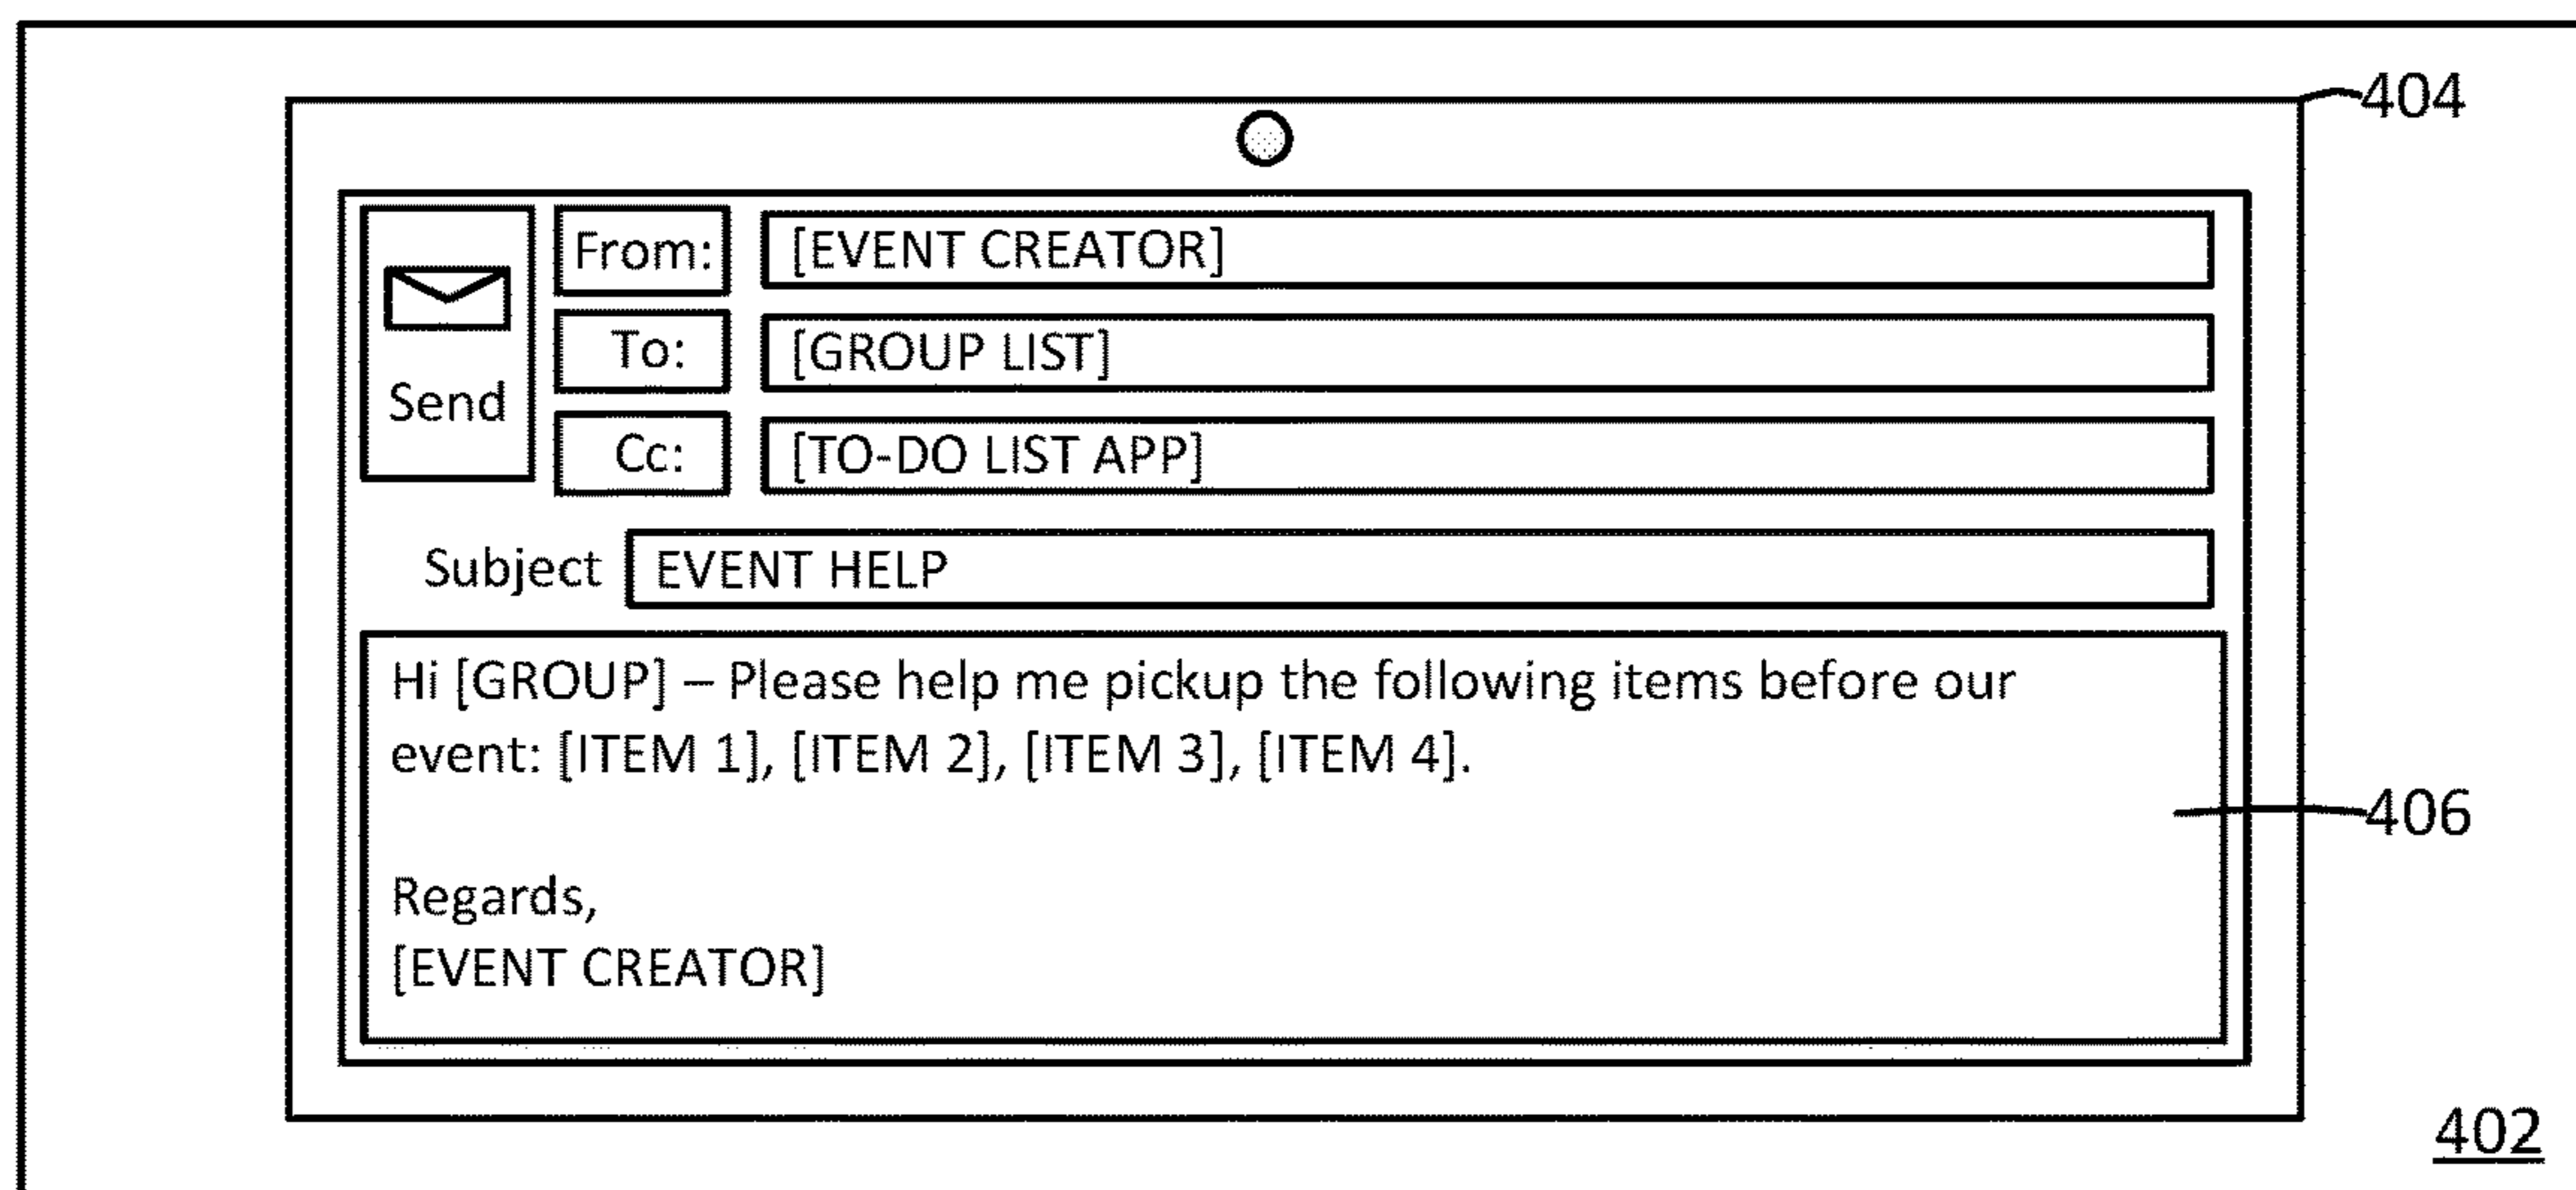 404
From: [EVENT CREATOR]
To: [GROUP LIST]
Send
Cc: [TO-DO LIST APP]
Subject EVENT HELP
Hi [GROUP] – Please help me pickup the following items before our
event: [ITEM 1], [ITEM 2], [ITEM 3], [ITEM 4].
406
Regards,
[EVENT CREATOR]
402